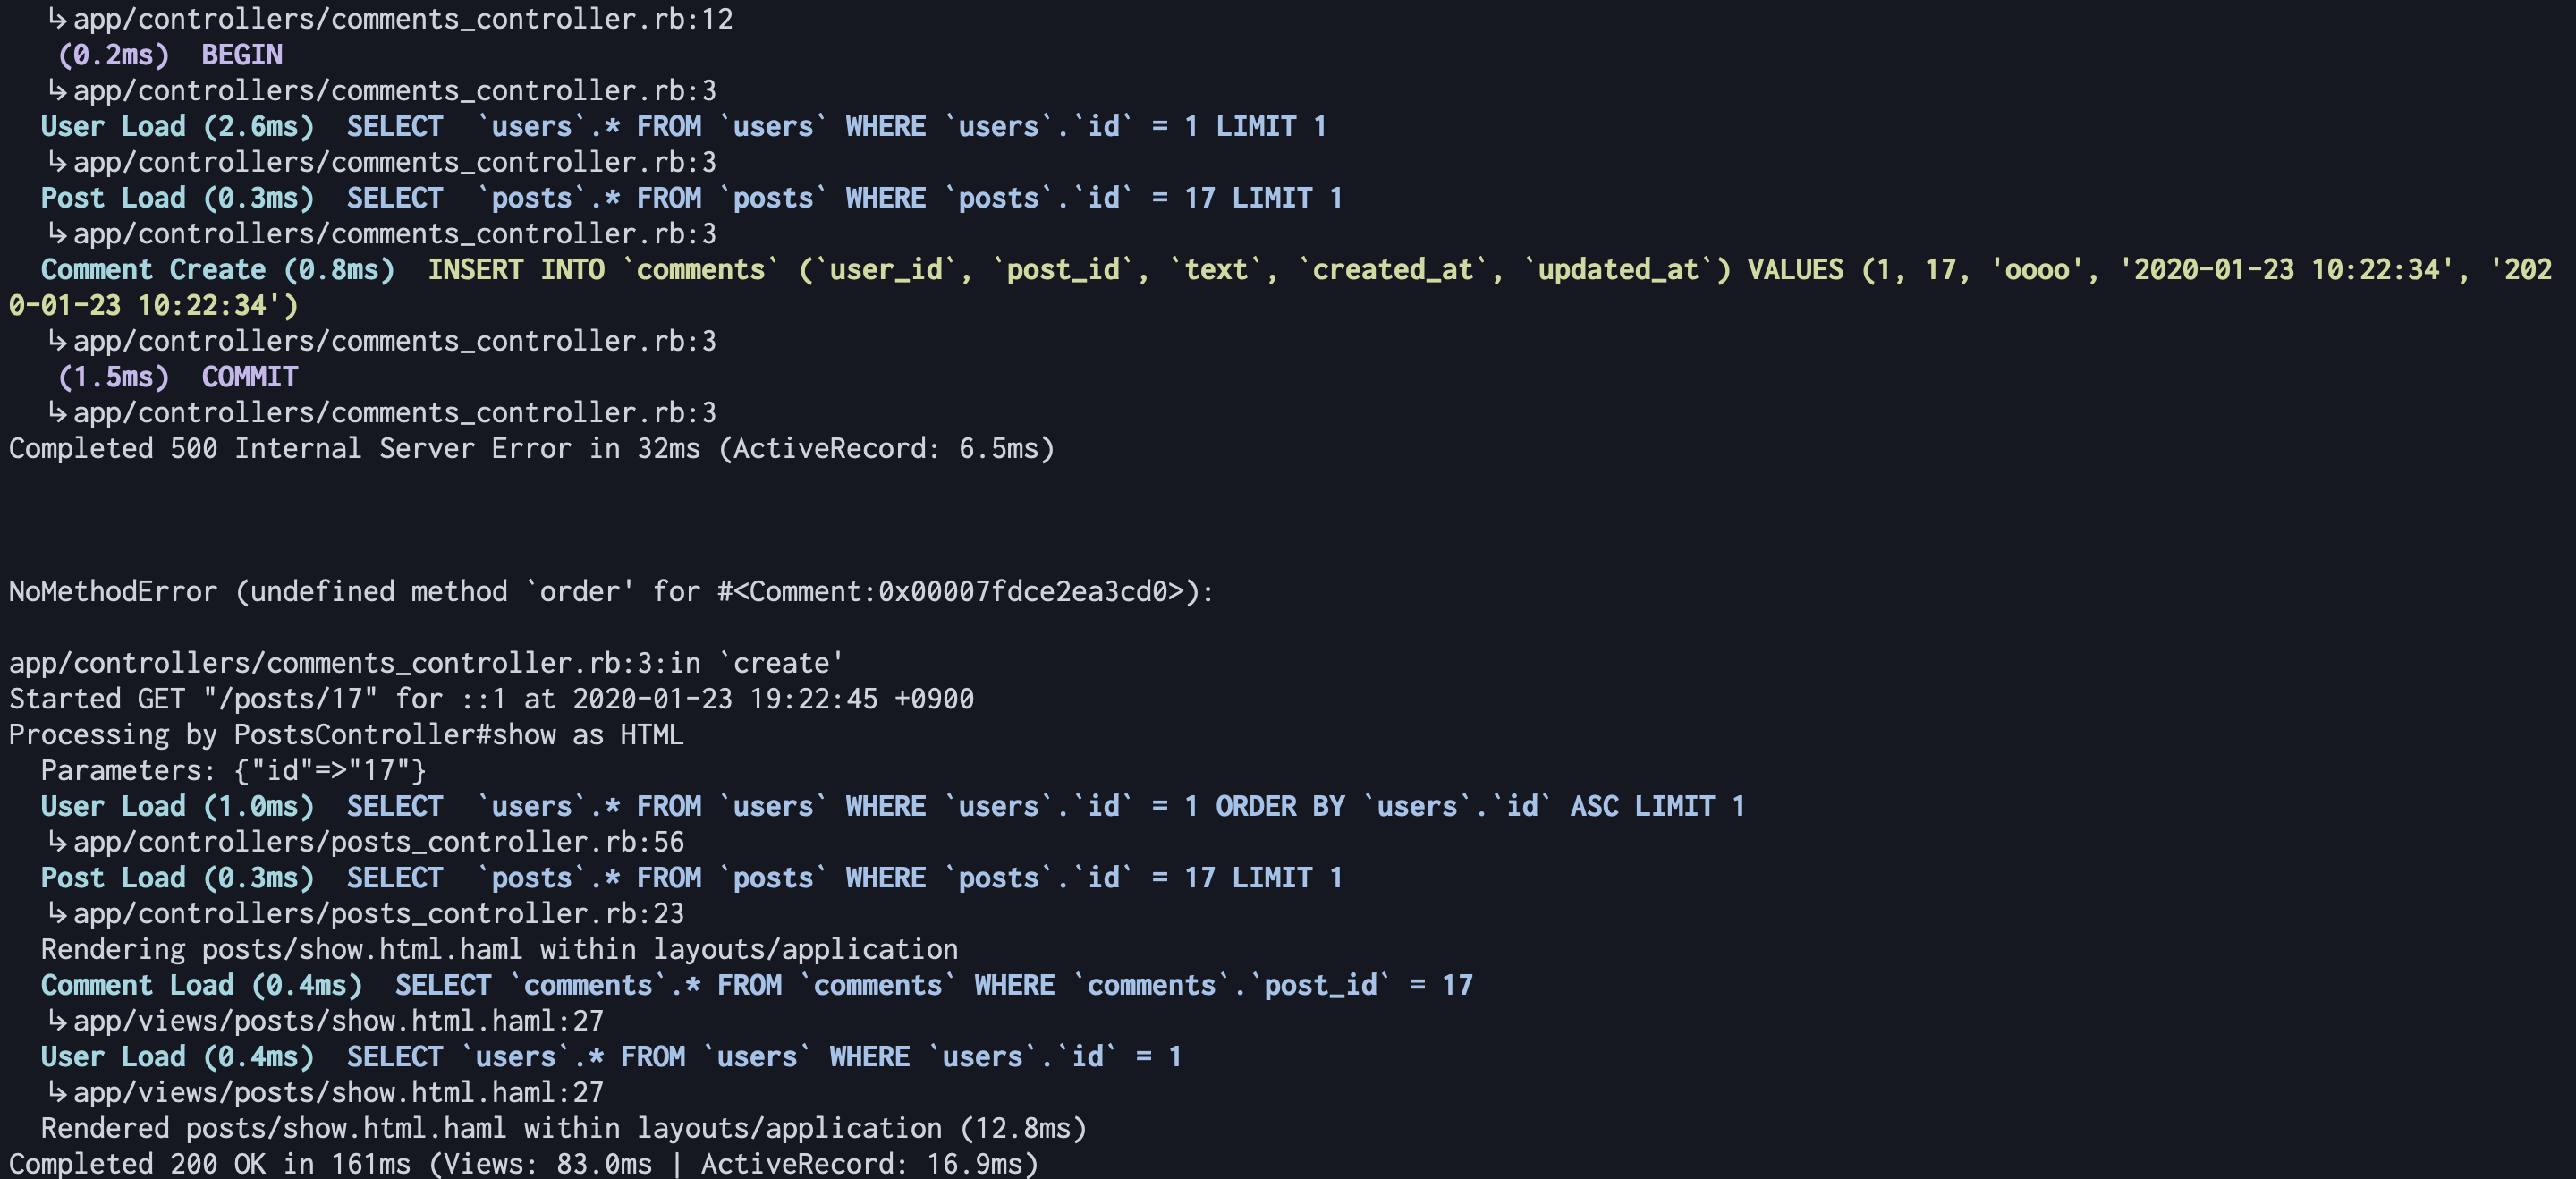 ↳ app/controllers/comments_controller.rb:12
(0.2ms)  BEGIN
↳ app/controllers/comments_controller.rb:3
User Load (2.6ms)  SELECT  `users`.* FROM `users` WHERE `users`.`id` = 1 LIMIT 1
↳ app/controllers/comments_controller.rb:3
Post Load (0.3ms)  SELECT  `posts`.* FROM `posts` WHERE `posts`.`id` = 17 LIMIT 1
↳ app/controllers/comments_controller.rb:3
Comment Create (0.8ms)  INSERT INTO `comments` (`user_id`, `post_id`, `text`, `created_at`, `updated_at`) VALUES (1, 17, 'oooo', '2020-01-23 10:22:34', '202
0-01-23 10:22:34')
↳ app/controllers/comments_controller.rb:3
(1.5ms)  COMMIT
↳ app/controllers/comments_controller.rb:3
Completed 500 Internal Server Error in 32ms (ActiveRecord: 6.5ms)
NoMethodError (undefined method `order' for #<Comment:0x00007fdce2ea3cd0>):
app/controllers/comments_controller.rb:3:in `create'
Started GET "/posts/17" for ::1 at 2020-01-23 19:22:45 +0900
Processing by PostsController#show as HTML
Parameters: {"id"=>"17"}
User Load (1.0ms)  SELECT  `users`.* FROM `users` WHERE `users`.`id` = 1 ORDER BY `users`.`id` ASC LIMIT 1
↳ app/controllers/posts_controller.rb:56
Post Load (0.3ms)  SELECT  `posts`.* FROM `posts` WHERE `posts`.`id` = 17 LIMIT 1
↳ app/controllers/posts_controller.rb:23
Rendering posts/show.html.haml within layouts/application
Comment Load (0.4ms)  SELECT `comments`.* FROM `comments` WHERE `comments`.`post_id` = 17
↳ app/views/posts/show.html.haml:27
User Load (0.4ms)  SELECT `users`.* FROM `users` WHERE `users`.`id` = 1
↳ app/views/posts/show.html.haml:27
Rendered posts/show.html.haml within layouts/application (12.8ms)
Completed 200 OK in 161ms (Views: 83.0ms | ActiveRecord: 16.9ms)